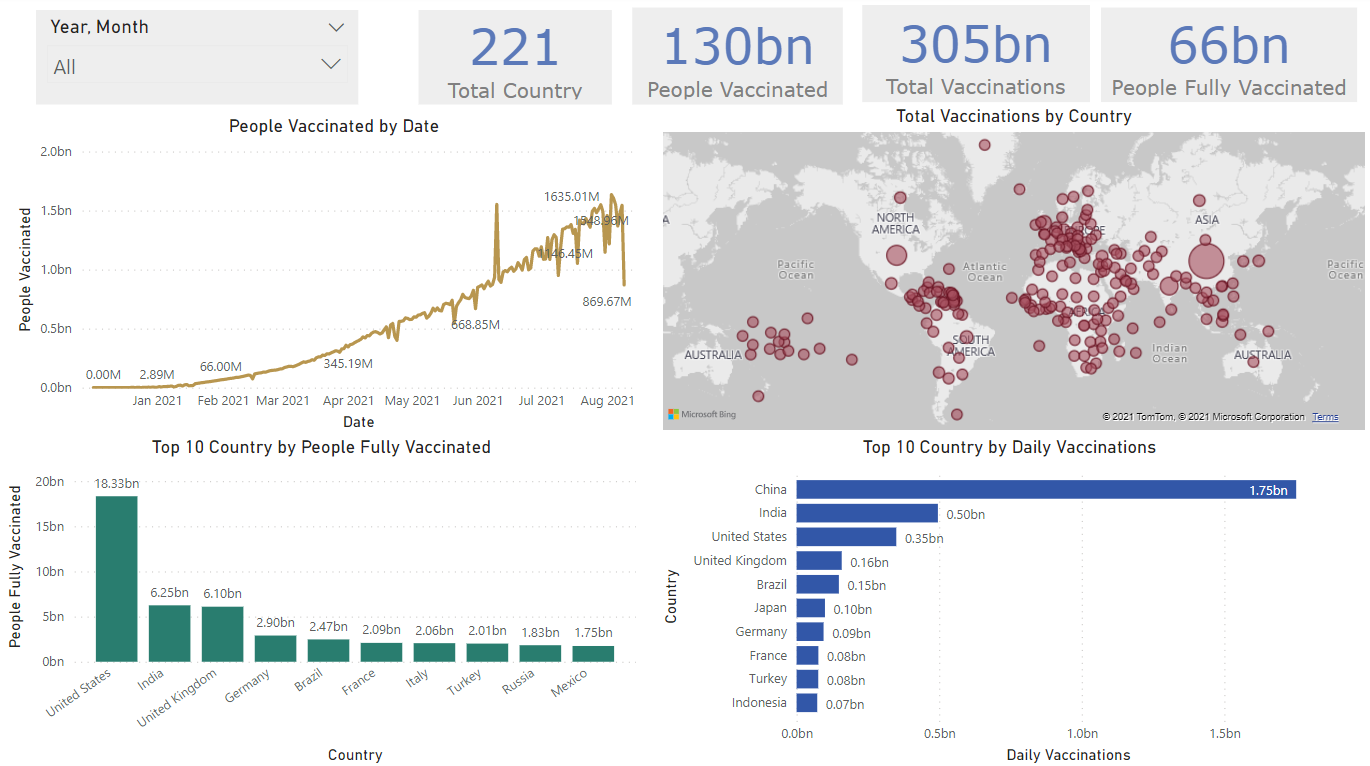 Year, Month
All
221
Total Country
130bn
People Vaccinated
305bn
Total Vaccinations
66bn
People Fully Vaccinated
People Vaccinated by Date
People Vaccinated
2.0bn
1.5bn
1.0bn
0.5bn
0.0bn
0.00M
2.89M
66.00M
345.19M
668.85M
1146.45M
1635.01M
1548.96M
869.67M
Jan 2021
Feb 2021
Mar 2021
Apr 2021
May 2021
Jun 2021
Jul 2021
Aug 2021
Date
Total Vaccinations by Country
NORTH
AMERICA
EUROPE
ASIA
A
Pacific
Ocean
Atlantic
Ocean
Pacific
Ocean
AFRICA
SOUTH
AMERICA
Indian
Ocean
AUSTRALIA
AUSTRALIA
Microsoft Bing
© 2021 TomTom, © 2021 Microsoft Corporation Terms
Top 10 Country by People Fully Vaccinated
People Fully Vaccinated
20bn
15bn
10bn
5bn
0bn
18.33bn
6.25bn
6.10bn
2.90bn
2.47bn
2.09bn
2.06bn
2.01bn
1.83bn
1.75bn
United States
India
United Kingdom
Germany
Brazil
France
Italy
Turkey
Russia
Mexico
Country
Top 10 Country by Daily Vaccinations
Country
China 1.75bn
India 0.50bn
United States 0.35bn
United Kingdom 0.16bn
Brazil 0.15bn
Japan 0.10bn
Germany 0.09bn
France 0.08bn
Turkey 0.08bn
Indonesia 0.07bn
0.0bn
0.5bn
1.0bn
1.5bn
Daily Vaccinations